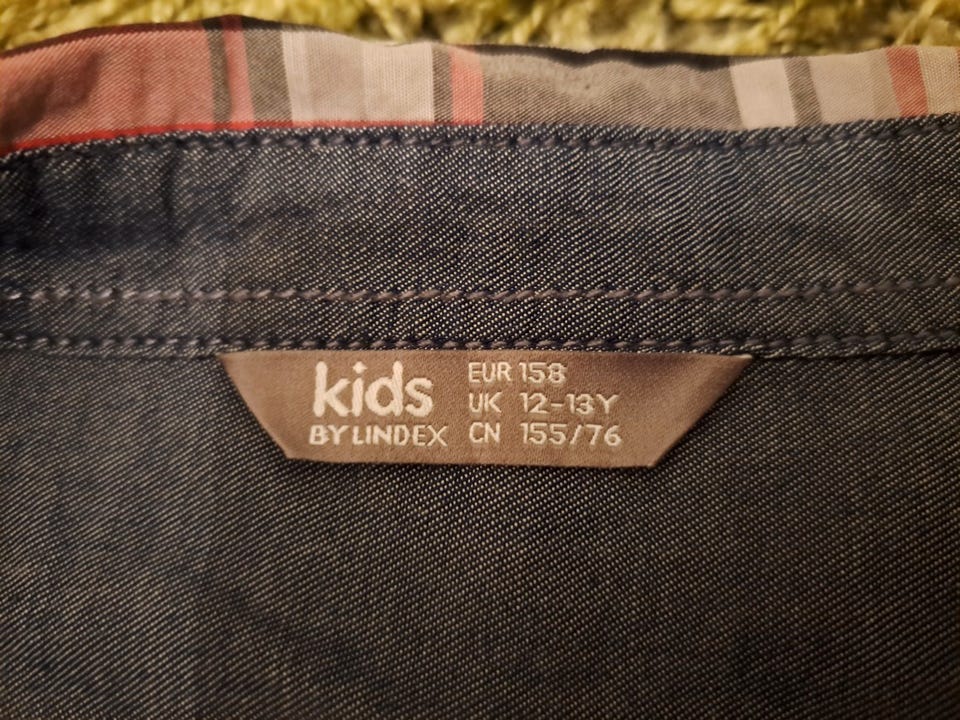 kids
BY LINDEX
EUR 158
UK 12-13Y
CN 155/76